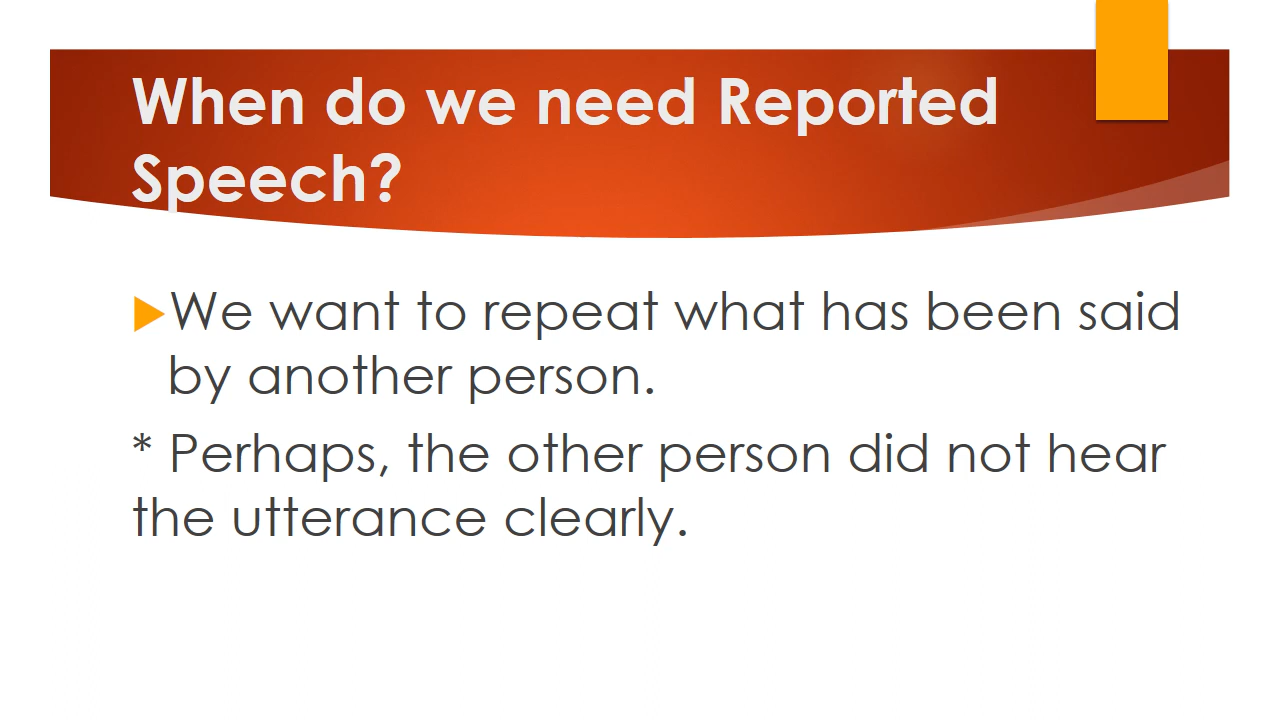 When do we need Reported
Speech?
We want to repeat what has been said
by another person.
* Perhaps, the other person did not hear
the utterance clearly.